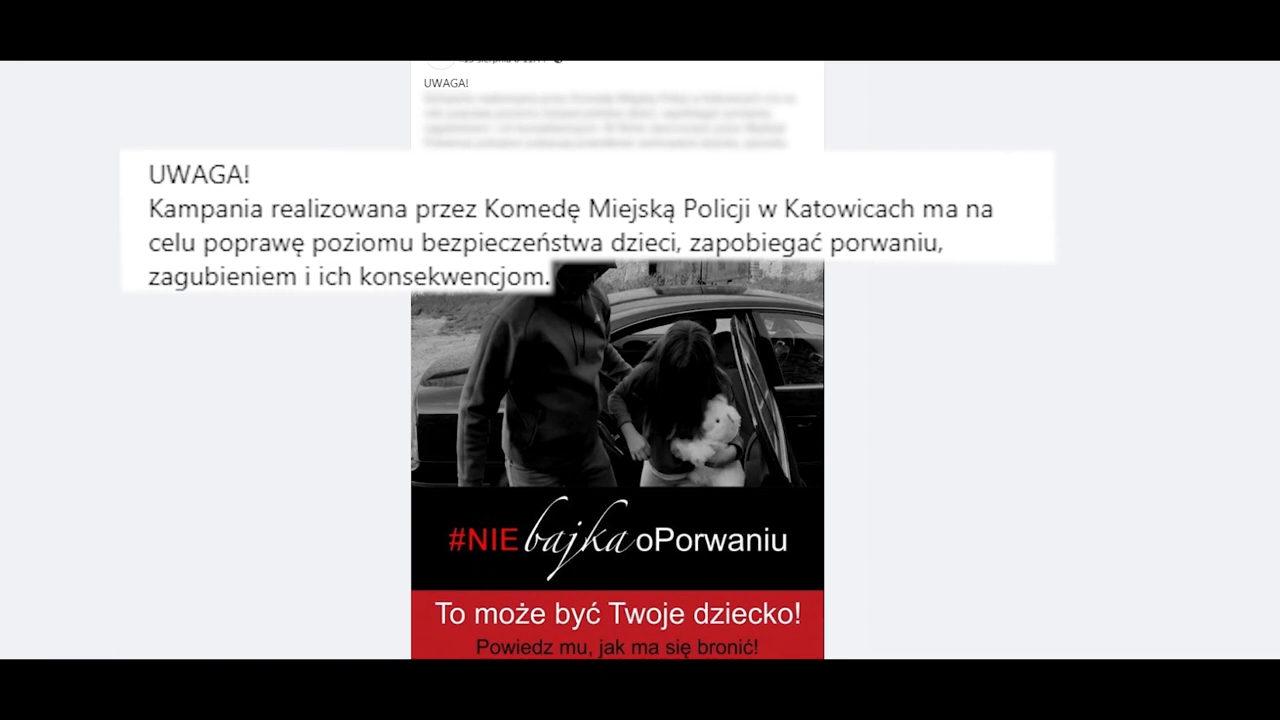 UWAGA!
UWAGA!
Kampania realizowana przez Komedę Miejską Policji w Katowicach ma na
celu poprawę poziomu bezpieczeństwa dzieci, zapobiegać porwaniu,
zagubieniem i ich konsekwencjom.
#NIEbajkaoPorwaniu
To może być Twoje dziecko!
Powiedz mu, jak ma się bronić!